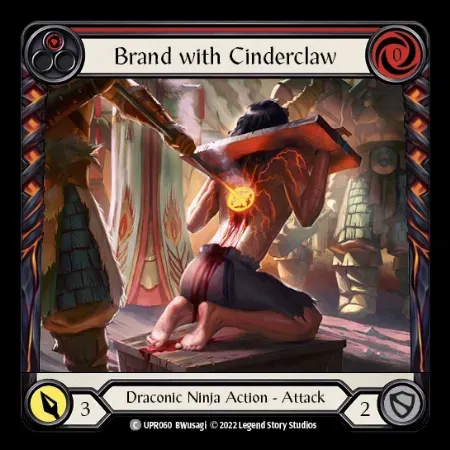 Brand with Cinderclaw
0
3
Draconic Ninja Action - Attack
2
C UPR060 BWusagi © 2022 Legend Story Studios